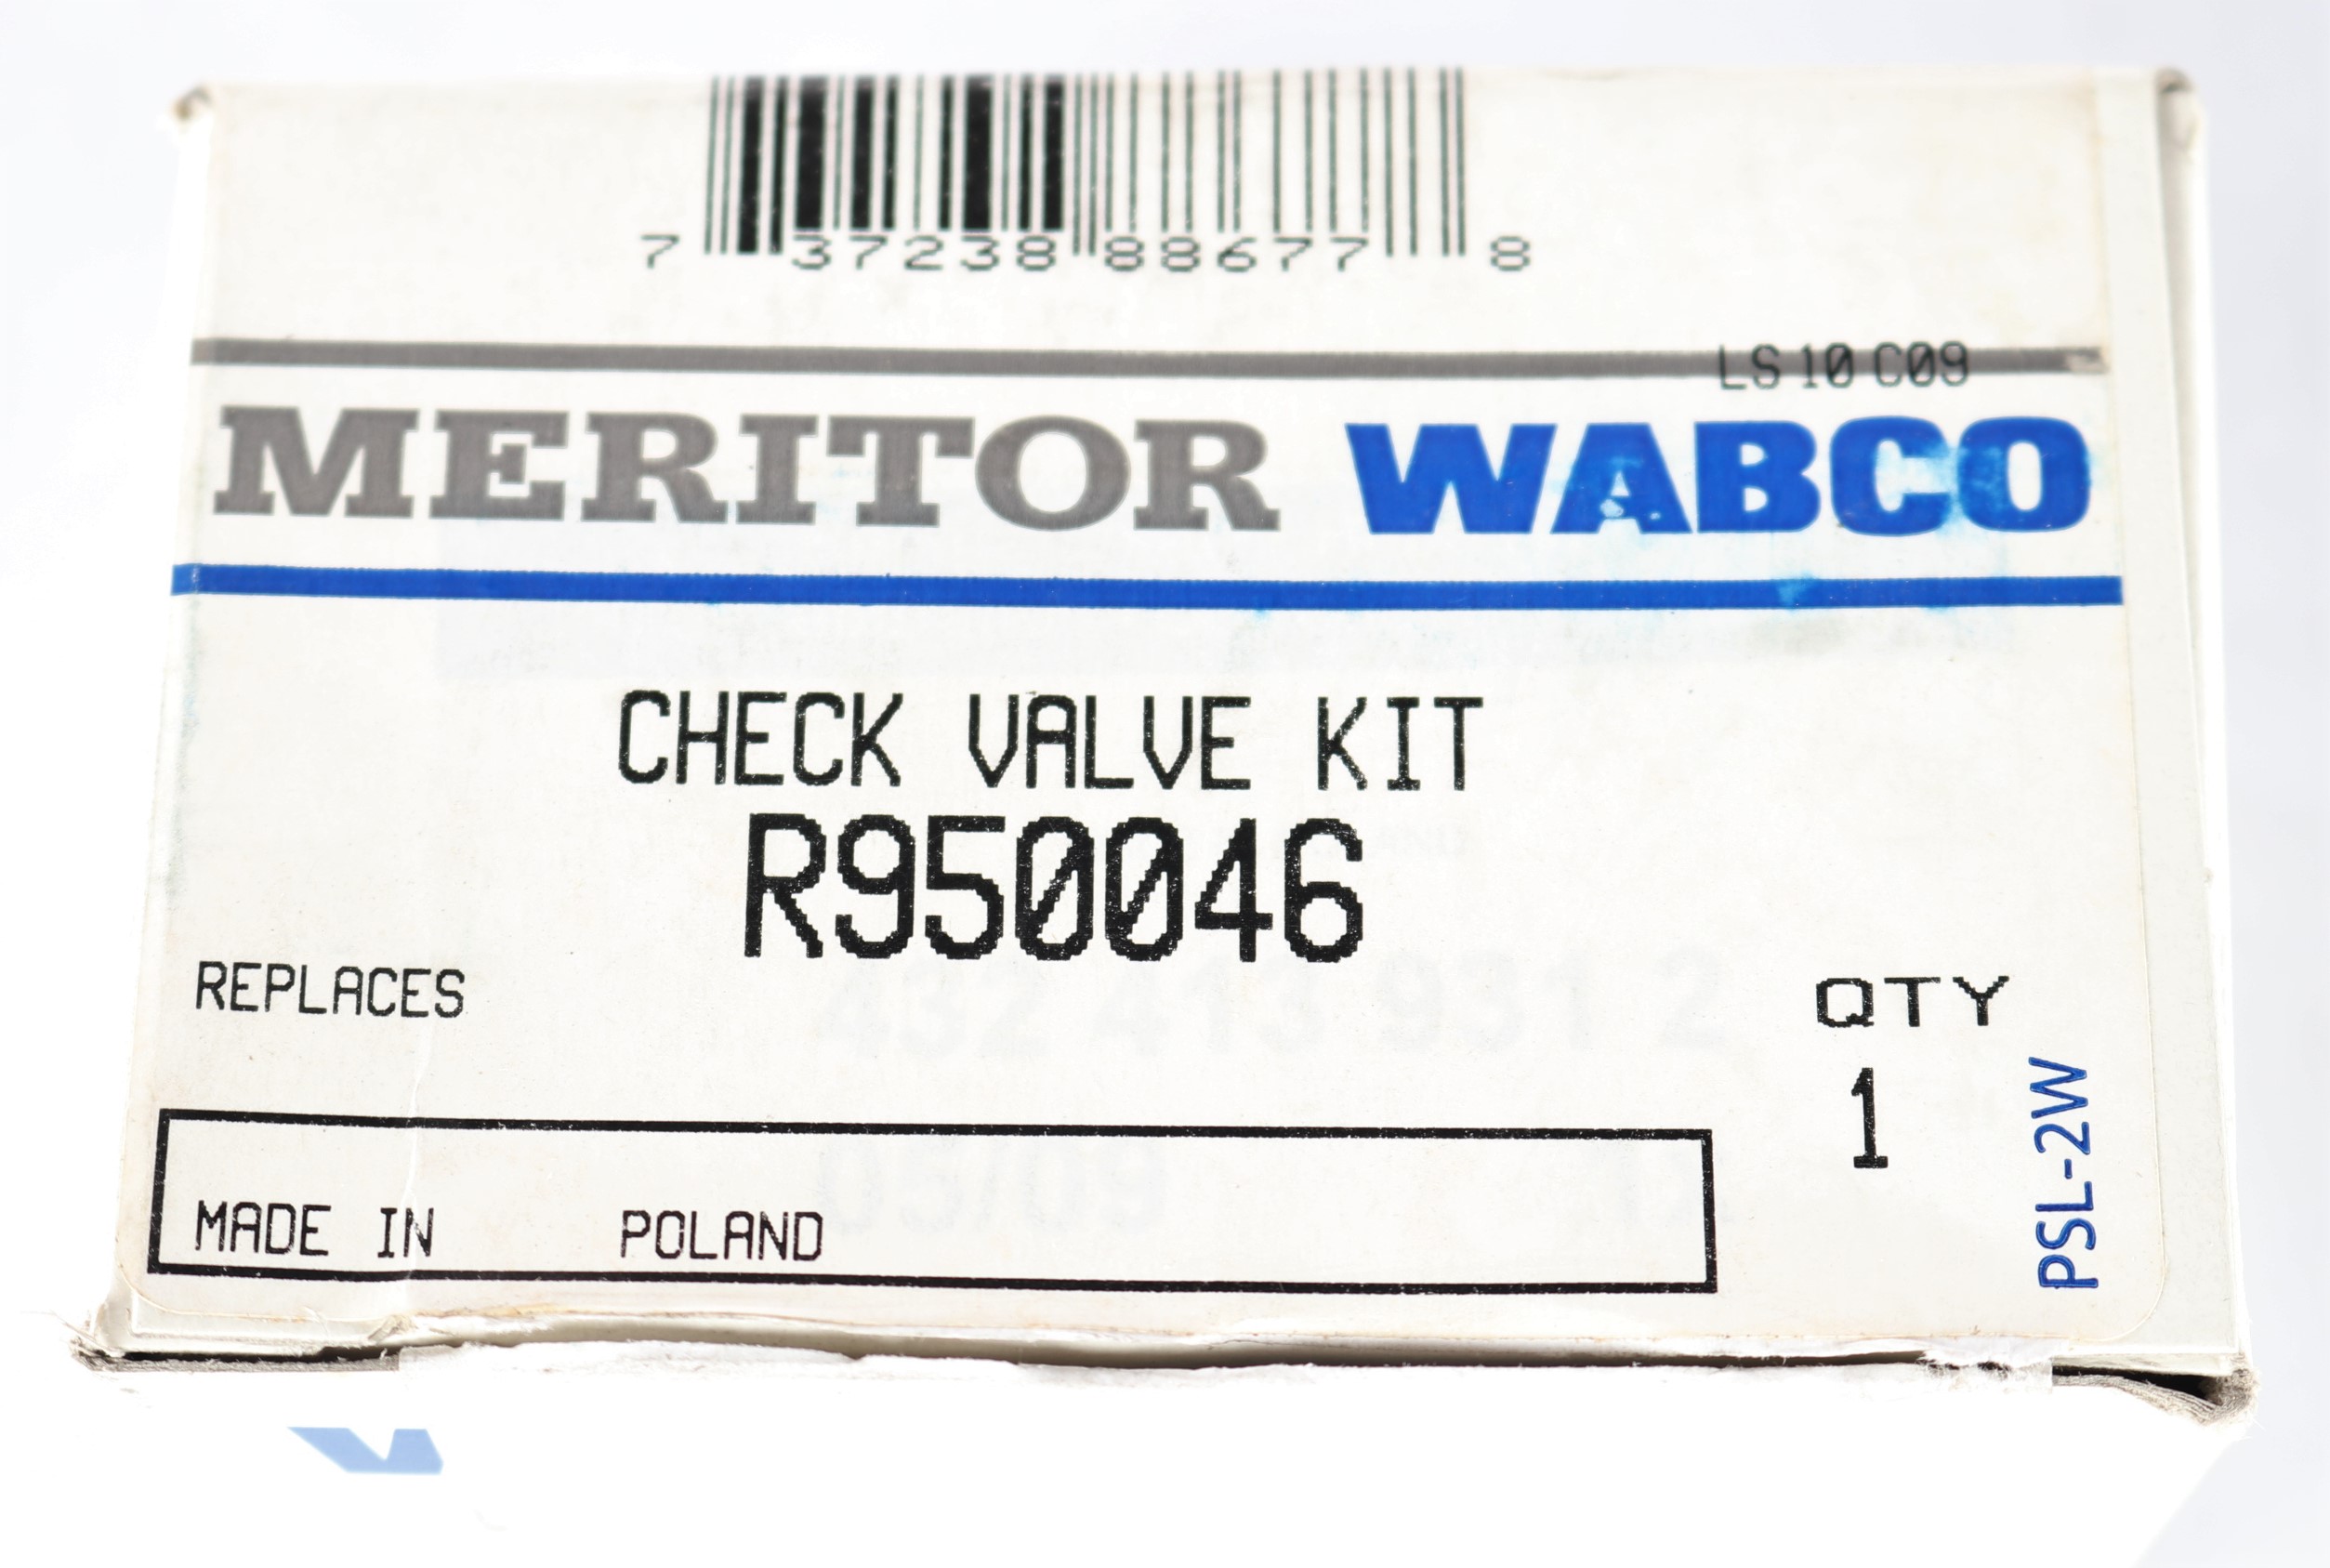 7 37238 88677 8
LS 10 C09
MERITOR WABCO
CHECK VALVE KIT
R950046
REPLACES
QTY
1
PSL-2W
MADE IN POLAND